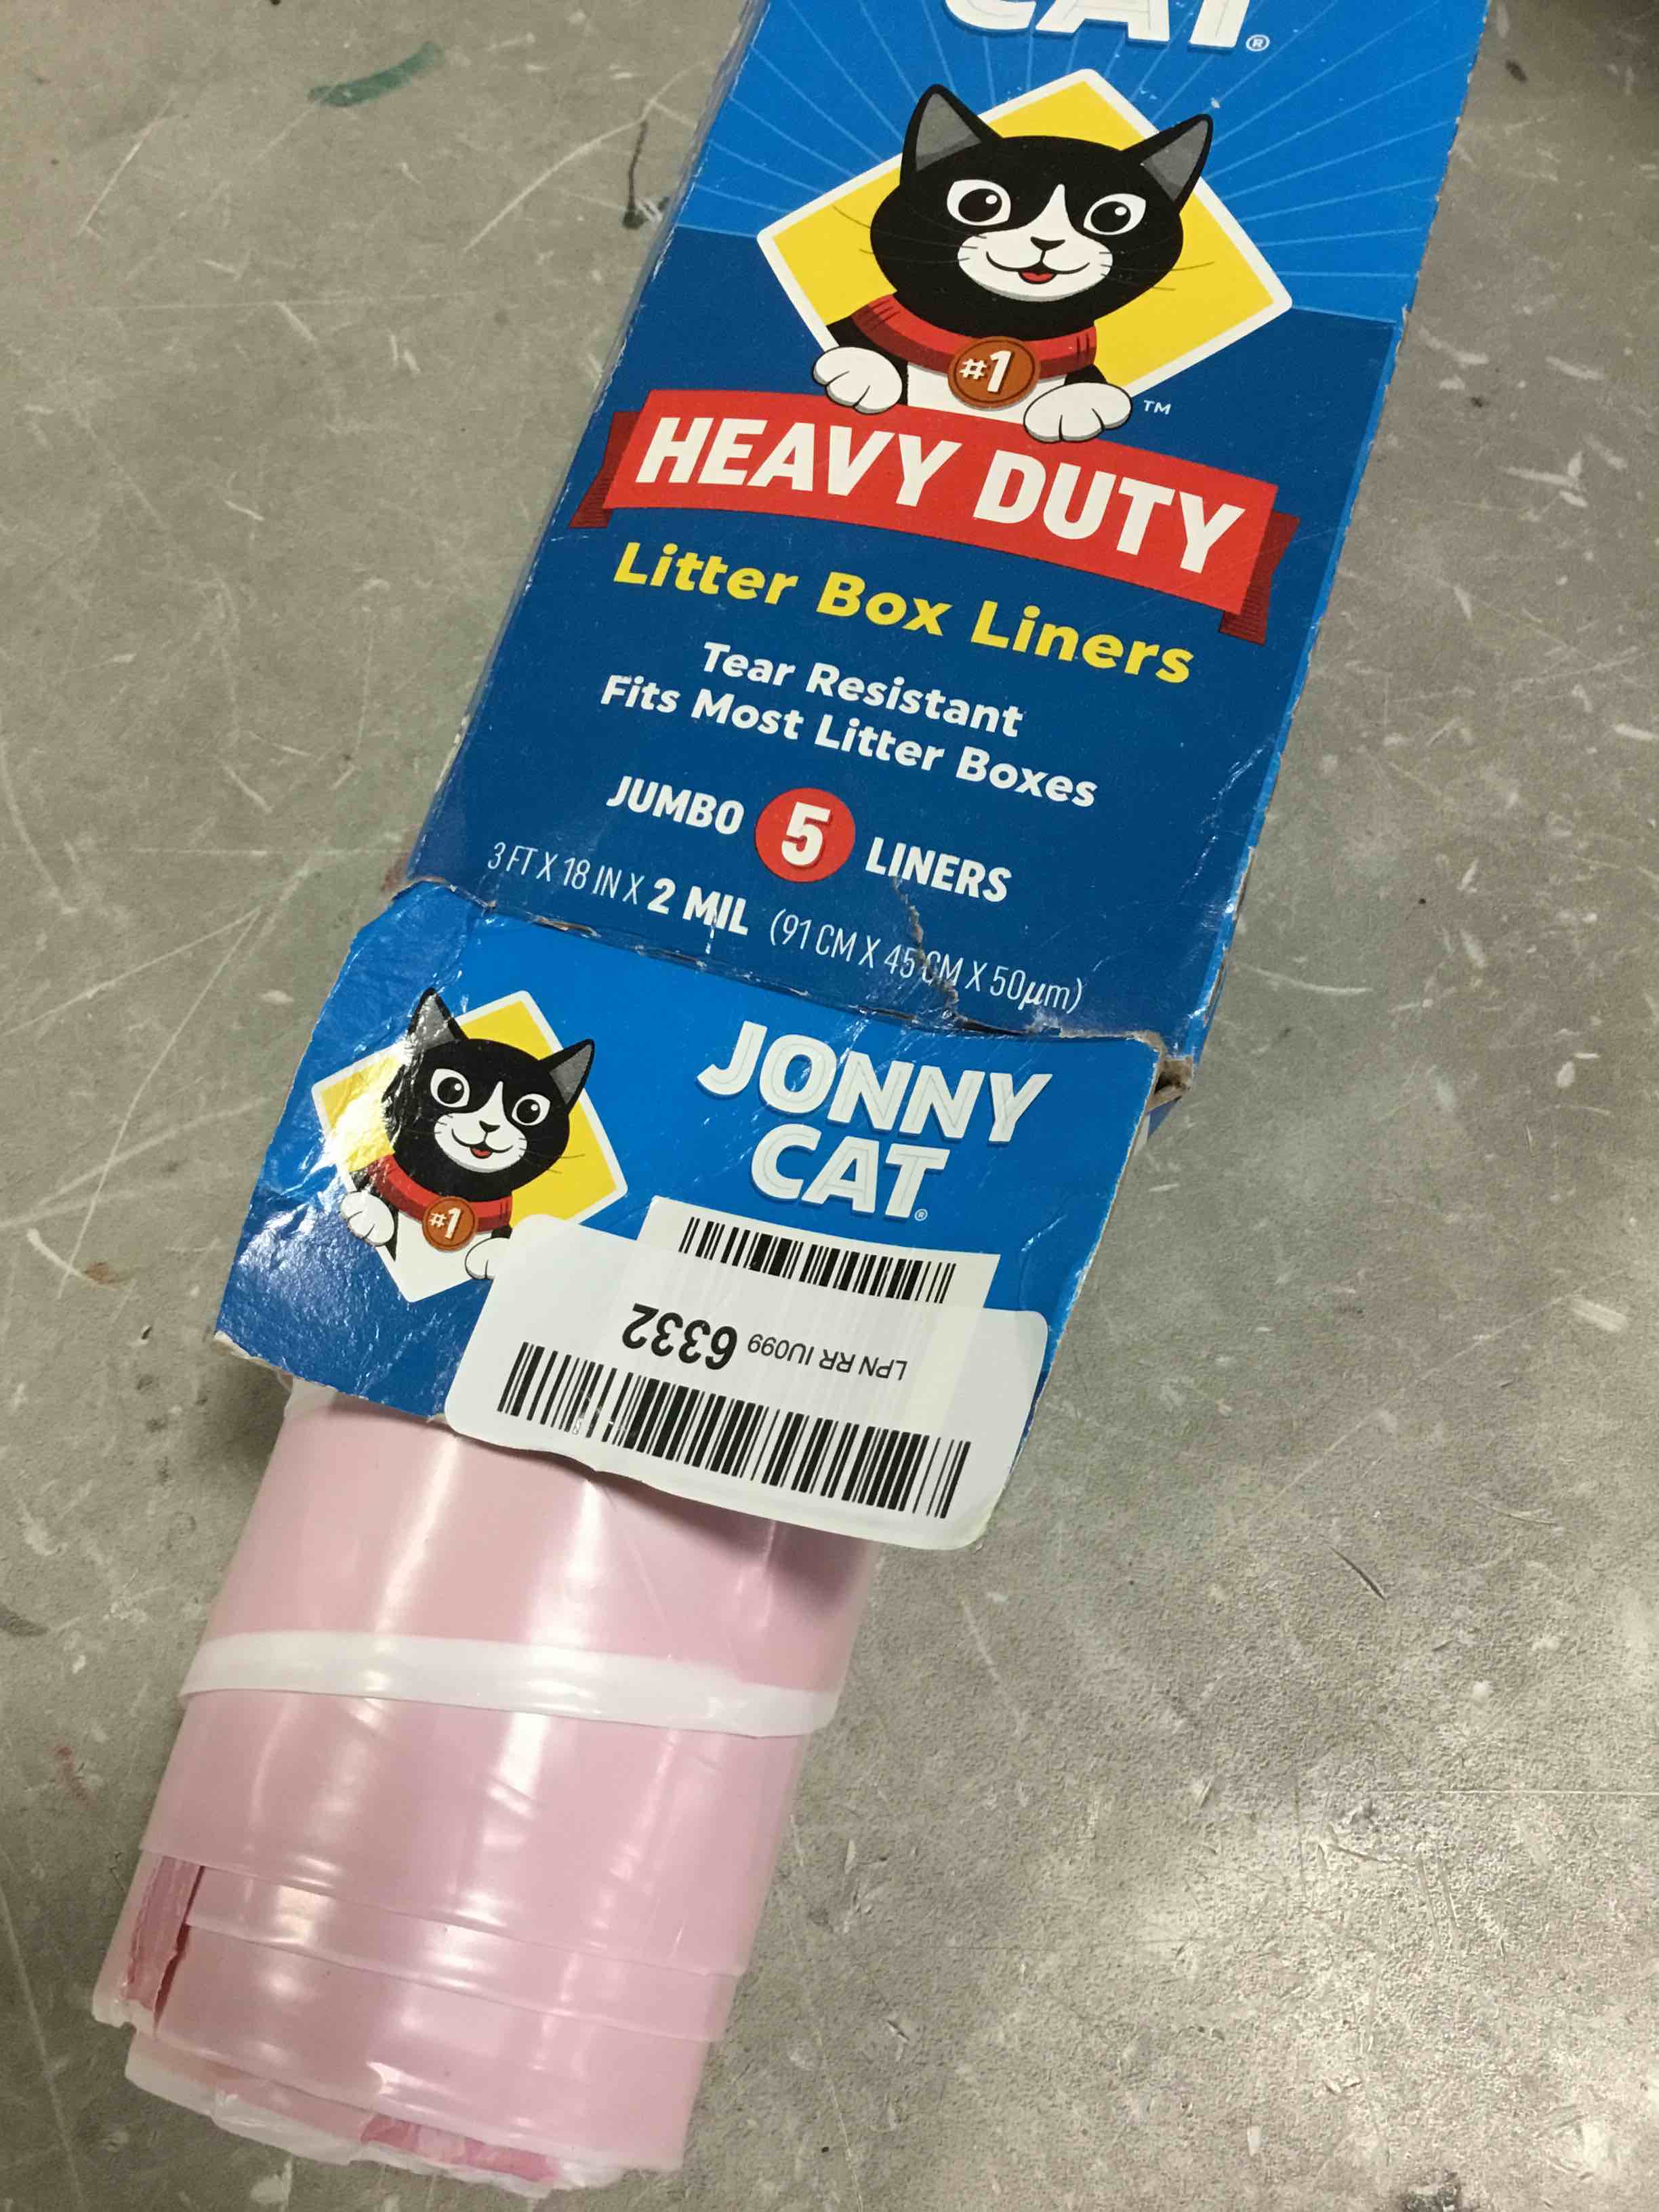 CAT®
#1
TM
HEAVY DUTY
Litter Box Liners
Tear Resistant
Fits Most Litter Boxes
JUMBO 5 LINERS
3 FT X 18 IN X 2 MIL (91 CM X 45 CM X 50µm)
JONNY
CAT®
#1
LPN RR IU099 6332